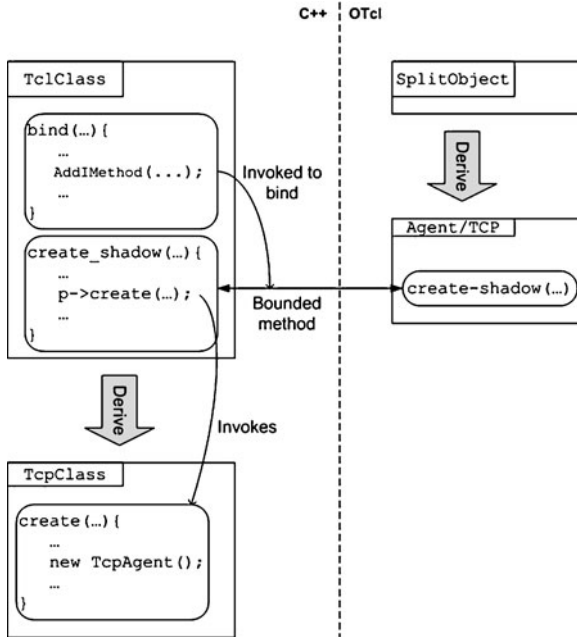 C++ OTcl
TclClass
SplitObject
bind(…){
…
AddIMethod(...);
…
}
Invoked to
bind
Derive
create_shadow(…){
…
p->create(…);
…
}
Bounded
method
Agent/TCP
create-shadow(…)
Derive
Invokes
TcpClass
create(…){
…
new TcpAgent();
…
}